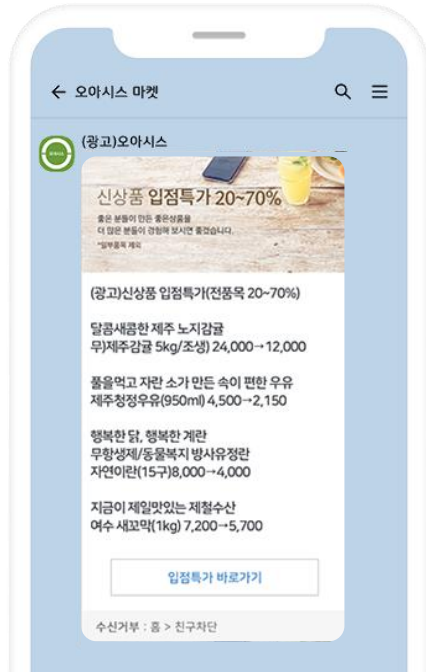 오아시스 마켓
(광고)오아시스
신상품 입점특가 20~70%
좋은 분들이 만든 좋은상품을
더 많은 분들이 경험해 보시면 좋겠습니다.
*일부품목 제외
(광고)신상품 입점특가(전품목 20~70%)
달콤새콤한 제주 노지감귤
무)제주감귤 5kg/조생) 24,000→12,000
풀을먹고 자란 소가 만든 속이 편한 우유
제주청정우유(950ml) 4,500→2,150
행복한 닭, 행복한 계란
무항생제/동물복지 방사유정란
자연이란(15구)8,000→4,000
지금이 제일맛있는 제철수산
여수 새꼬막(1kg) 7,200→5,700
입점특가 바로가기
수신거부 : 홈 > 친구차단